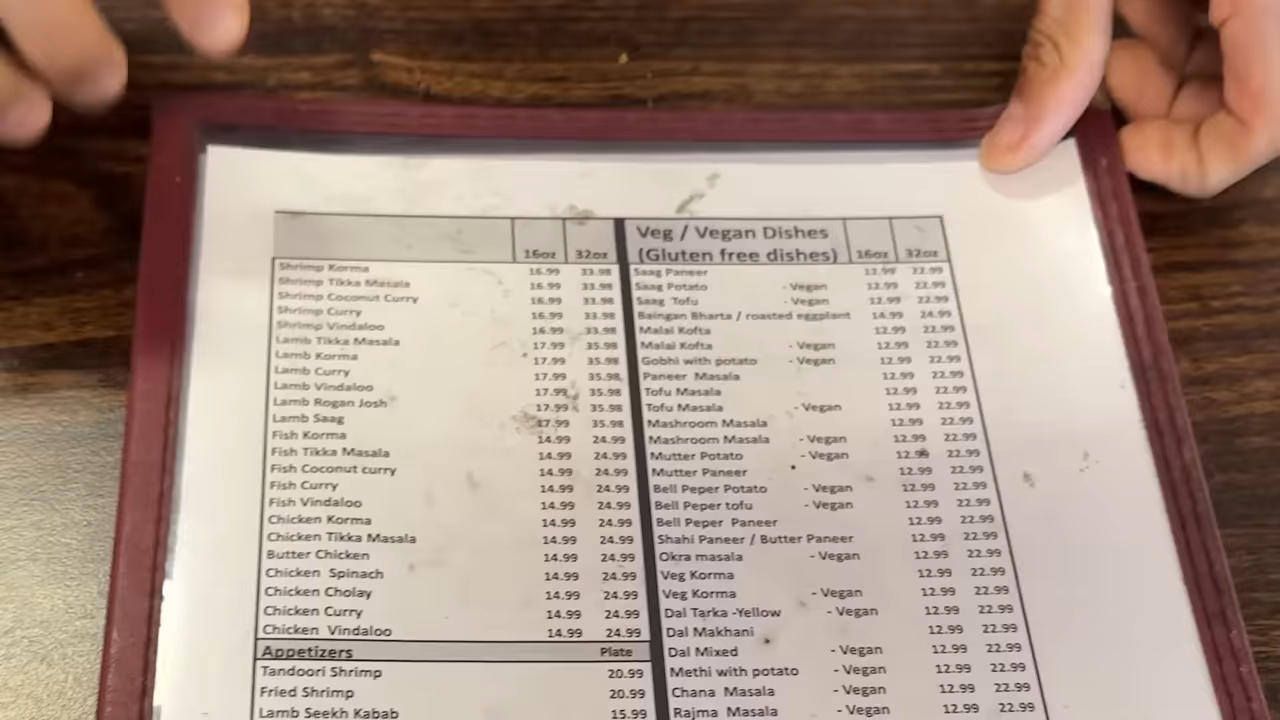 16oz 32oz
Shrimp Korma 16.99 33.98
Shrimp Tikka Masala 16.99 33.98
Shrimp Coconut Curry 16.99 33.98
Shrimp Curry 16.99 33.98
Shrimp Vindaloo 16.99 33.98
Lamb Tikka Masala 17.99 35.98
Lamb Korma 17.99 35.98
Lamb Curry 17.99 35.98
Lamb Vindaloo 17.99 35.98
Lamb Rogan Josh 17.99 35.98
Lamb Saag 17.99 35.98
Fish Korma 14.99 24.99
Fish Tikka Masala 14.99 24.99
Fish Coconut curry 14.99 24.99
Fish Curry 14.99 24.99
Fish Vindaloo 14.99 24.99
Chicken Korma 14.99 24.99
Chicken Tikka Masala 14.99 24.99
Butter Chicken 14.99 24.99
Chicken Spinach 14.99 24.99
Chicken Cholay 14.99 24.99
Chicken Curry 14.99 24.99
Chicken Vindaloo 14.99 24.99
Appetizers Plate
Tandoori Shrimp 20.99
Fried Shrimp 20.99
Lamb Seekh Kabab 15.99
Veg / Vegan Dishes
(Gluten free dishes) 16oz 32oz
Saag Paneer 12.99 22.99
Saag Potato - Vegan 12.99 22.99
Saag Tofu - Vegan 12.99 22.99
Baingan Bharta / roasted eggplant 14.99 24.99
Malai Kofta 12.99 22.99
Malai Kofta - Vegan 12.99 22.99
Gobhi with potato - Vegan 12.99 22.99
Paneer Masala 12.99 22.99
Tofu Masala 12.99 22.99
Tofu Masala - Vegan 12.99 22.99
Mashroom Masala 12.99 22.99
Mashroom Masala - Vegan 12.99 22.99
Mutter Potato - Vegan 12.99 22.99
Mutter Paneer 12.99 22.99
Bell Peper Potato - Vegan 12.99 22.99
Bell Peper tofu - Vegan 12.99 22.99
Bell Peper Paneer 12.99 22.99
Shahi Paneer / Butter Paneer 12.99 22.99
Okra masala - Vegan 12.99 22.99
Veg Korma 12.99 22.99
Veg Korma - Vegan 12.99 22.99
Dal Tarka -Yellow - Vegan 12.99 22.99
Dal Makhani 12.99 22.99
Dal Mixed - Vegan 12.99 22.99
Methi with potato - Vegan 12.99 22.99
Chana Masala - Vegan 12.99 22.99
Rajma Masala - Vegan 12.99 22.99